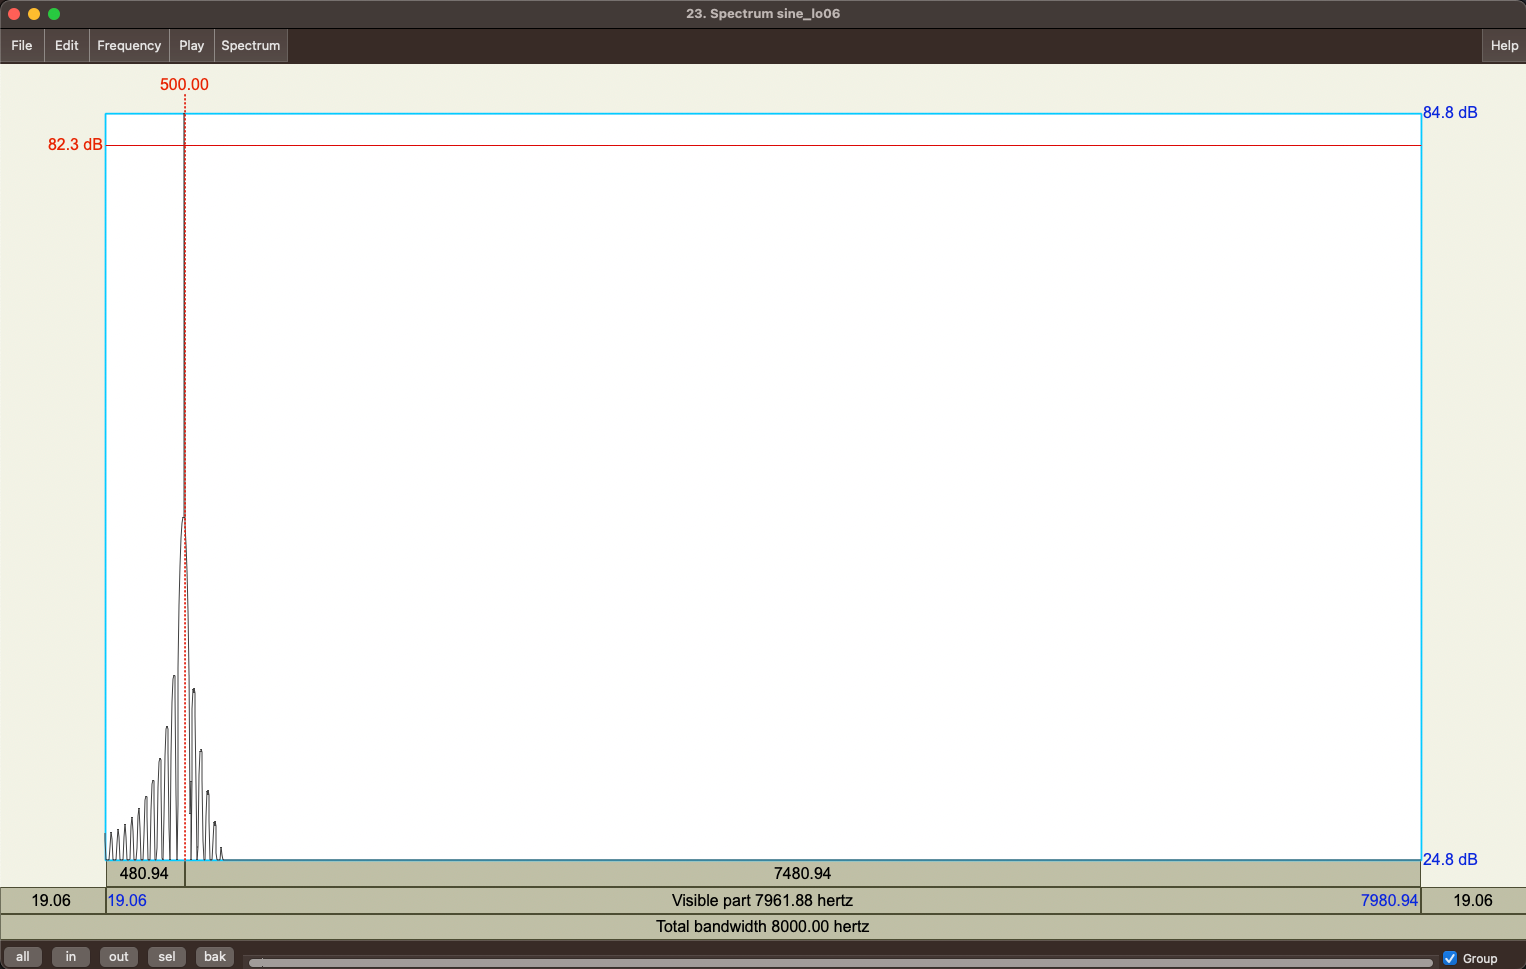 23. Spectrum sine_lo06
File Edit Frequency Play Spectrum Help
500.00
84.8 dB
82.3 dB
24.8 dB
480.94 7480.94
19.06 19.06 Visible part 7961.88 hertz 7980.94 19.06
Total bandwidth 8000.00 hertz
all in out sel bak Group